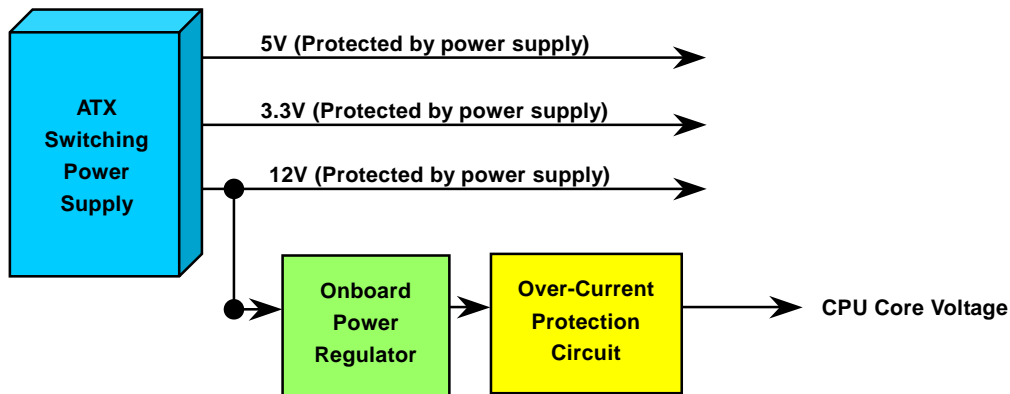 5V (Protected by power supply)
ATX
Switching
Power
Supply
3.3V (Protected by power supply)
12V (Protected by power supply)
Onboard
Power
Regulator
Over-Current
Protection
Circuit
CPU Core Voltage